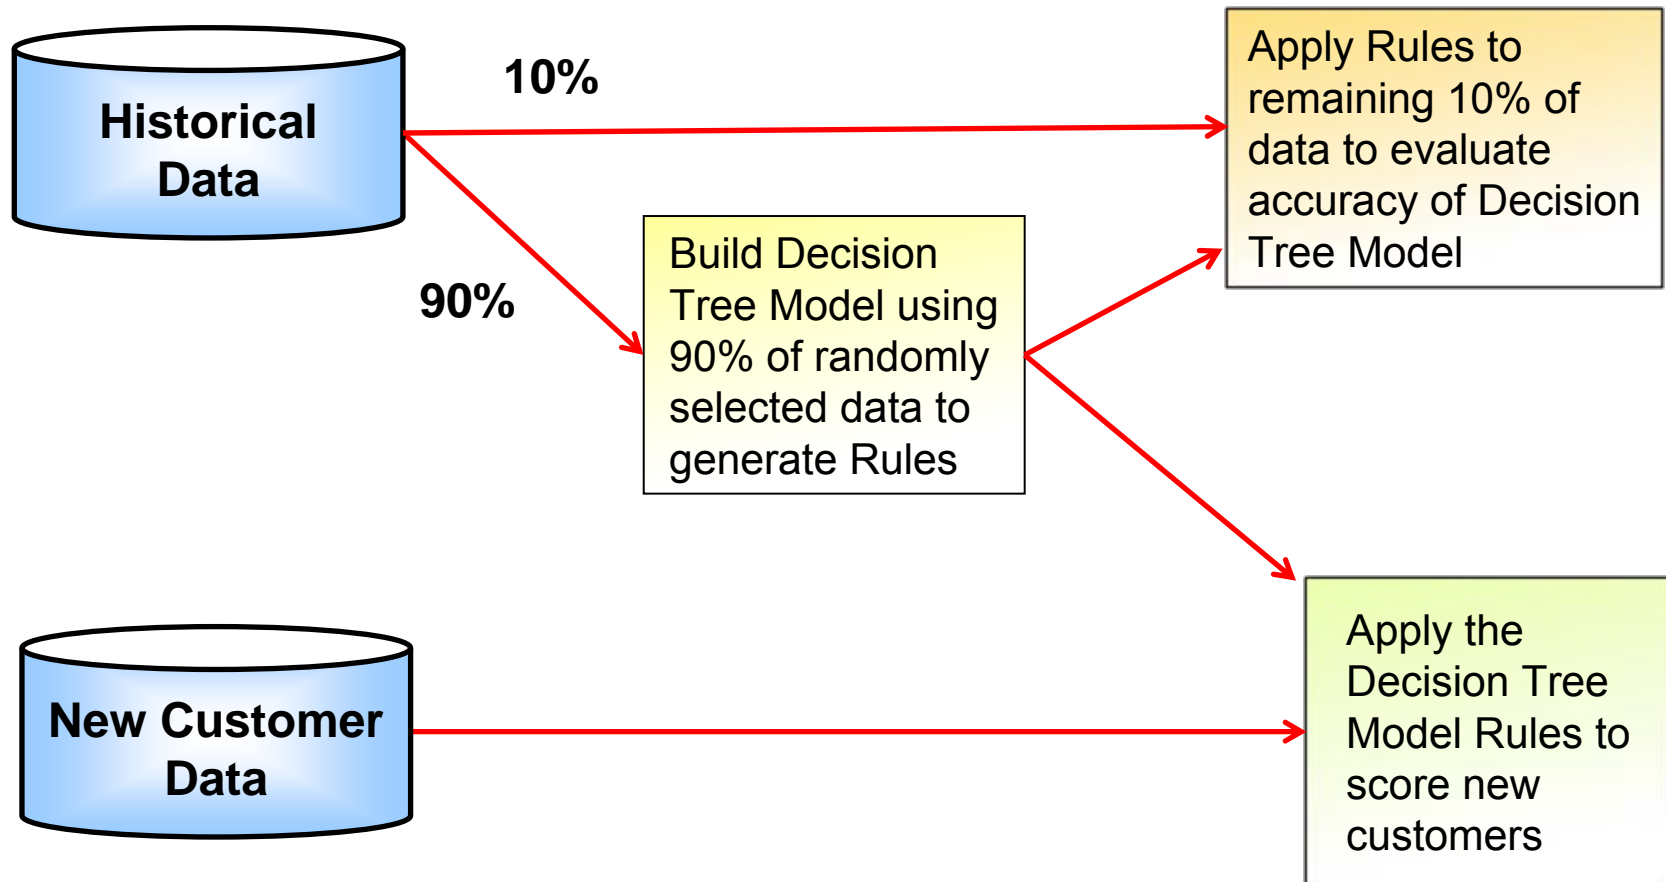 Historical
Data
10%
90%
Build Decision
Tree Model using
90% of randomly
selected data to
generate Rules
Apply Rules to
remaining 10% of
data to evaluate
accuracy of Decision
Tree Model
New Customer
Data
Apply the
Decision Tree
Model Rules to
score new
customers